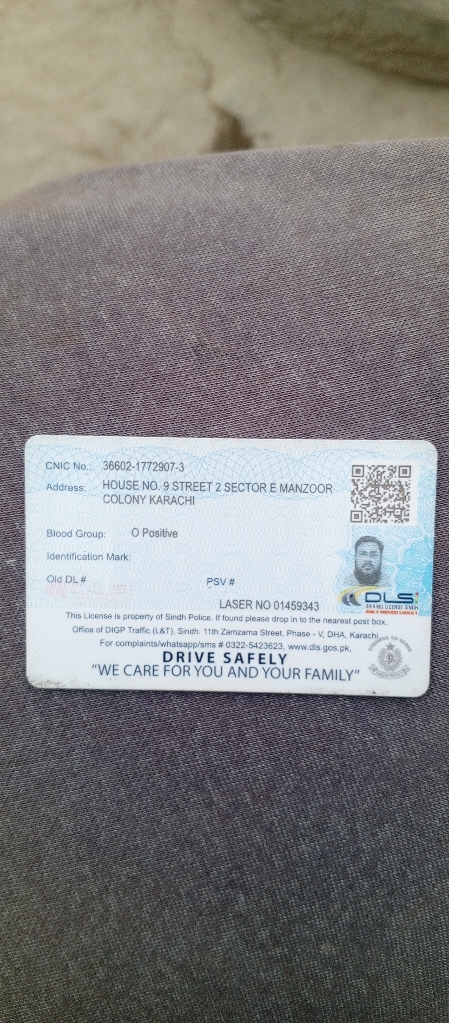 CNIC No.: 36602-1772907-3
Address: HOUSE NO. 9 STREET 2 SECTOR E MANZOOR
COLONY KARACHI
Blood Group: O Positive
Identification Mark:
Old DL # PSV #
LASER NO 01459343
DLS
DRIVING LICENSE SINDH
This License is property of Sindh Police. If found please drop in to the nearest post box.
Office of DIGP Traffic (L&T), Sindh. 11th Zamzama Street, Phase - V, DHA, Karachi.
For complaints/whatsapp/sms # 0322-5423623, www.dls.gos.pk,
DRIVE SAFELY
"WE CARE FOR YOU AND YOUR FAMILY"